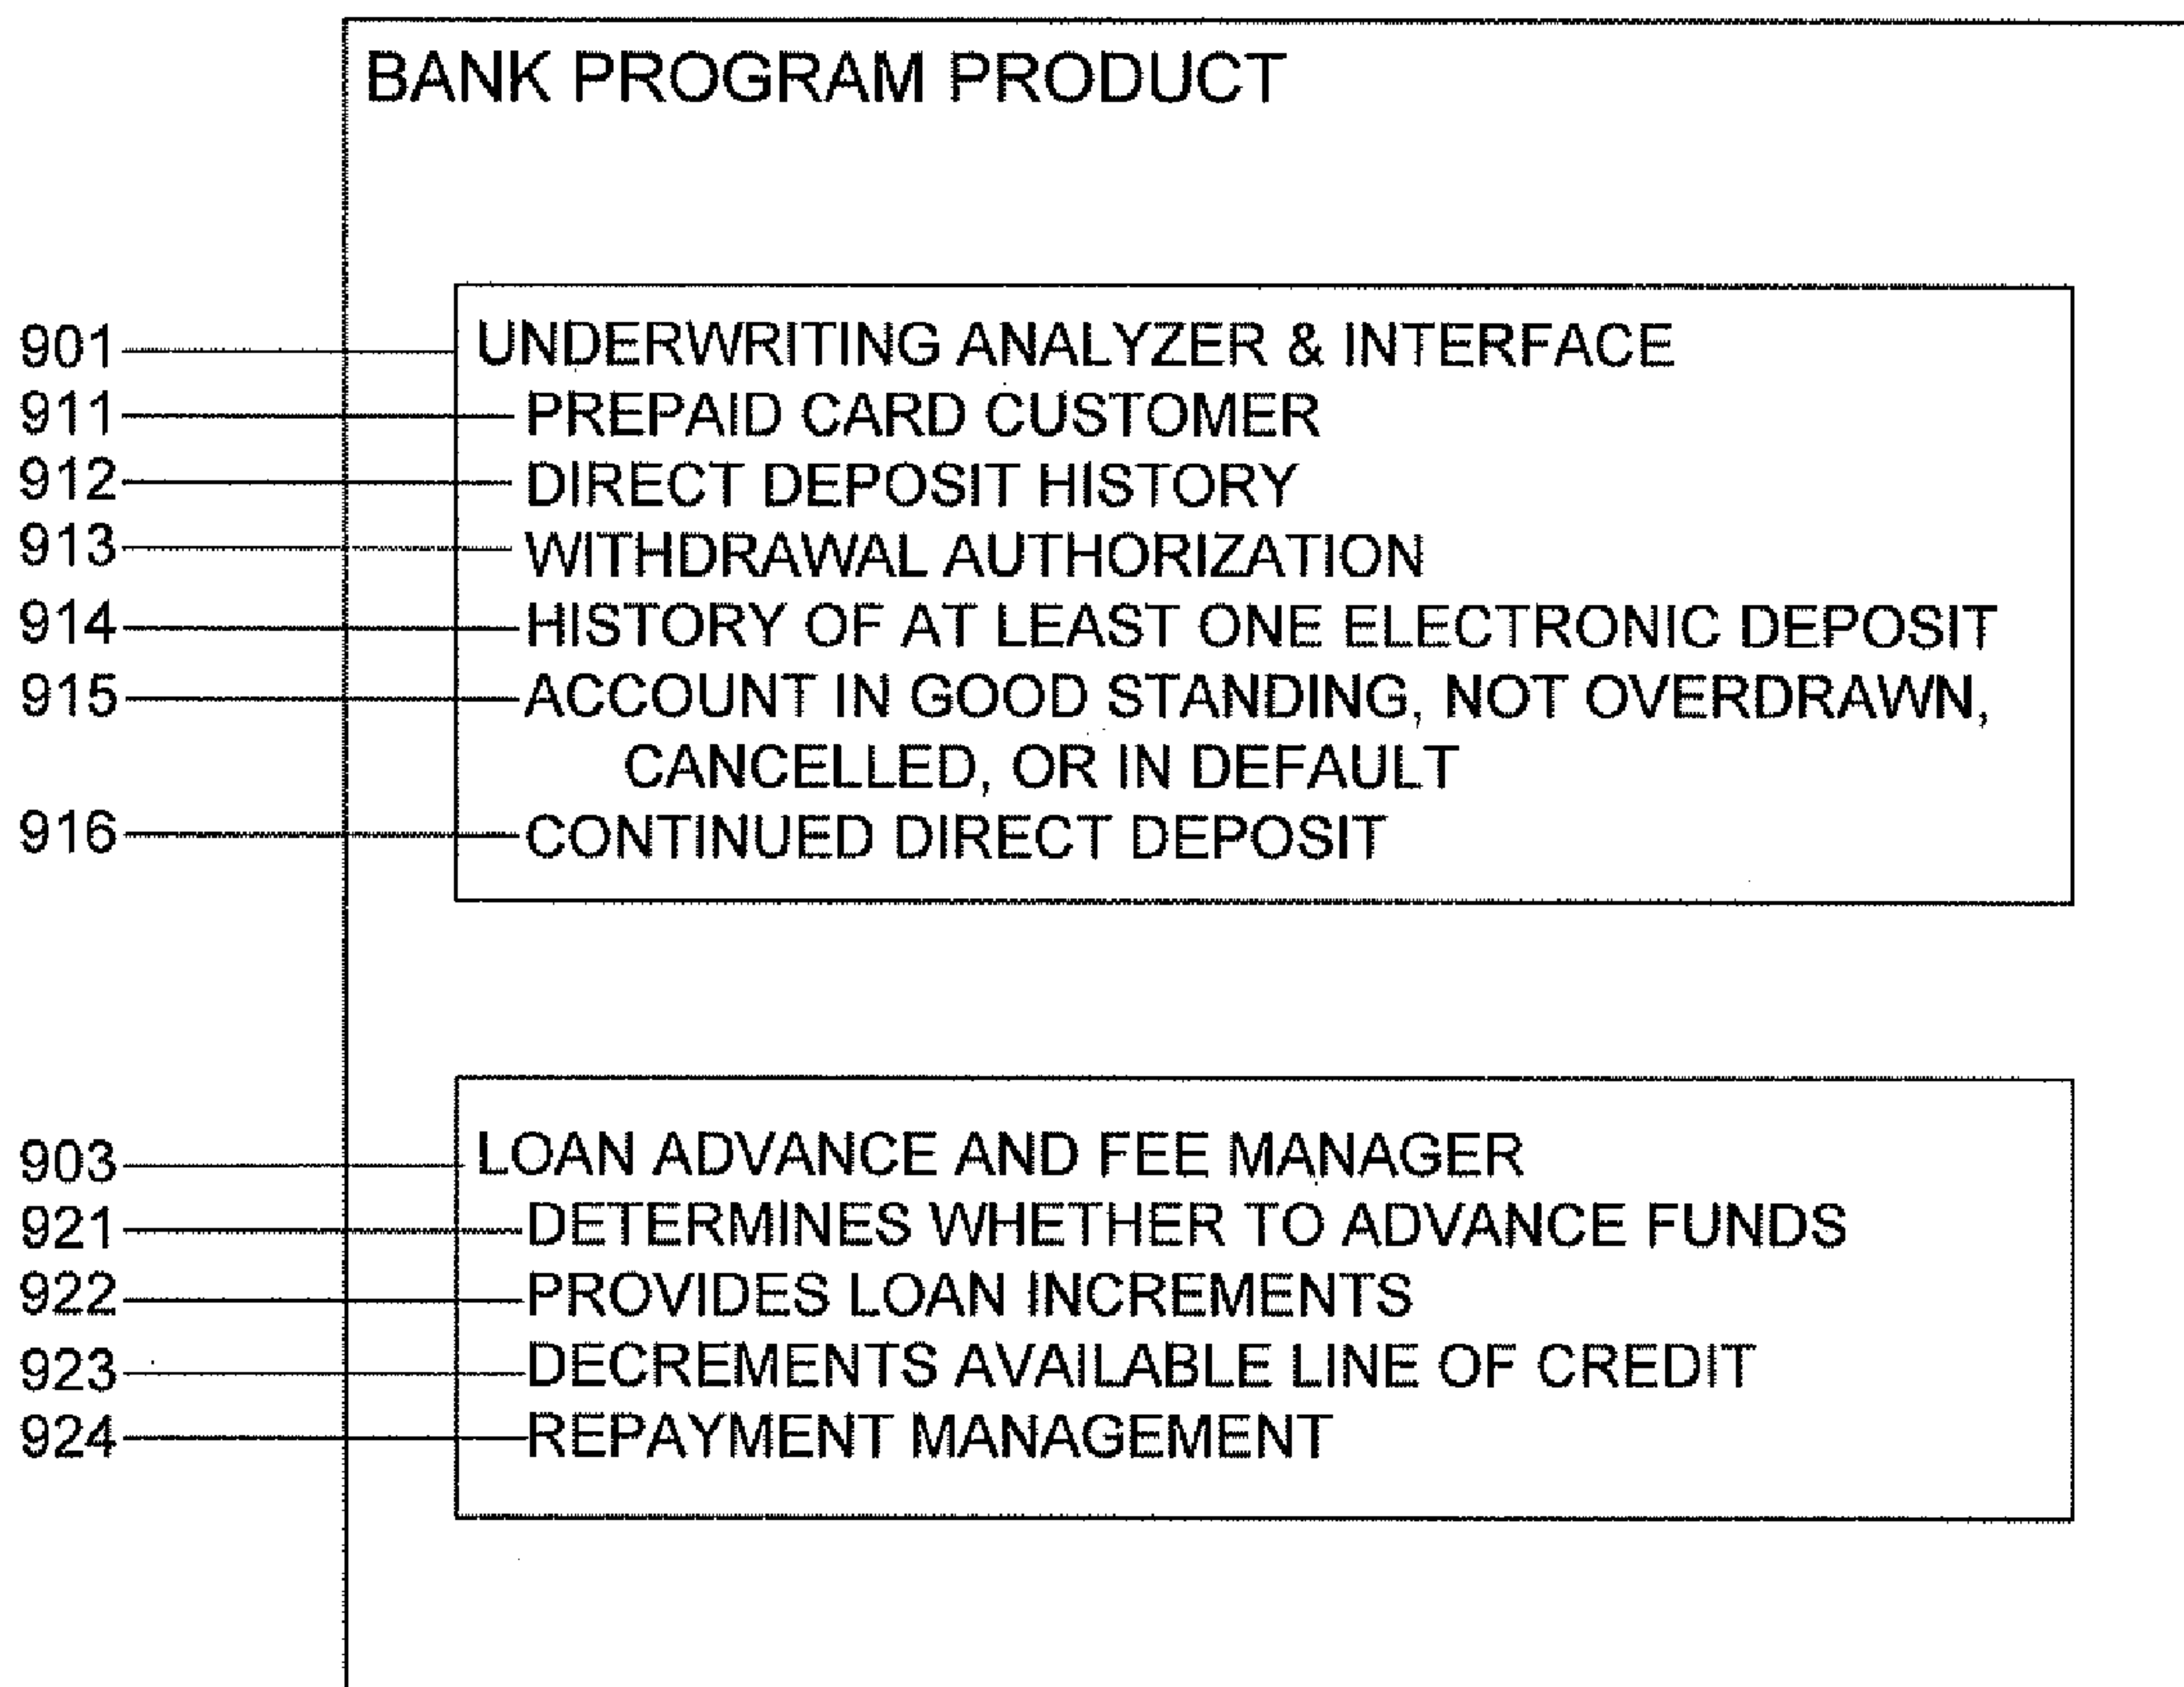 BANK PROGRAM PRODUCT
901 UNDERWRITING ANALYZER & INTERFACE
911 PREPAID CARD CUSTOMER
912 DIRECT DEPOSIT HISTORY
913 WITHDRAWAL AUTHORIZATION
914 HISTORY OF AT LEAST ONE ELECTRONIC DEPOSIT
915 ACCOUNT IN GOOD STANDING, NOT OVERDRAWN,
CANCELLED, OR IN DEFAULT
916 CONTINUED DIRECT DEPOSIT
903 LOAN ADVANCE AND FEE MANAGER
921 DETERMINES WHETHER TO ADVANCE FUNDS
922 PROVIDES LOAN INCREMENTS
923 DECREMENTS AVAILABLE LINE OF CREDIT
924 REPAYMENT MANAGEMENT